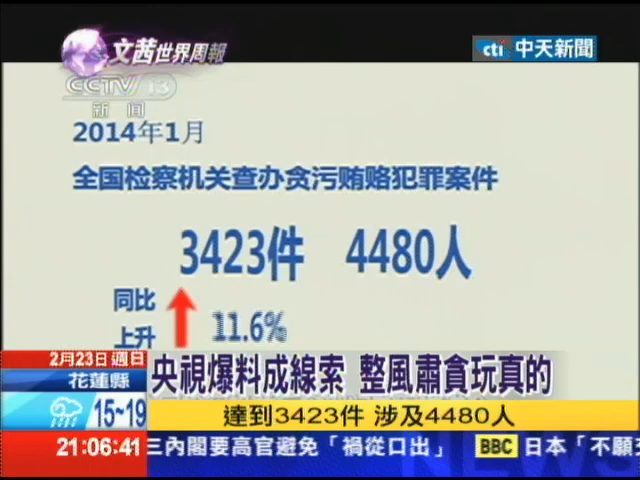 文茜世界周報
cti 中天新聞
CCTV 13
新闻
2014年1月
全国检察机关查办贪污贿赂犯罪案件
3423件 4480人
同比
上升 11.6%
2月23日 週日
花蓮縣
15~19
21:06:41
央視爆料成線索 整風肅貪玩真的
達到3423件 涉及4480人
三內閣要高官避免「禍從口出」 BBC 日本「不願
NEWS